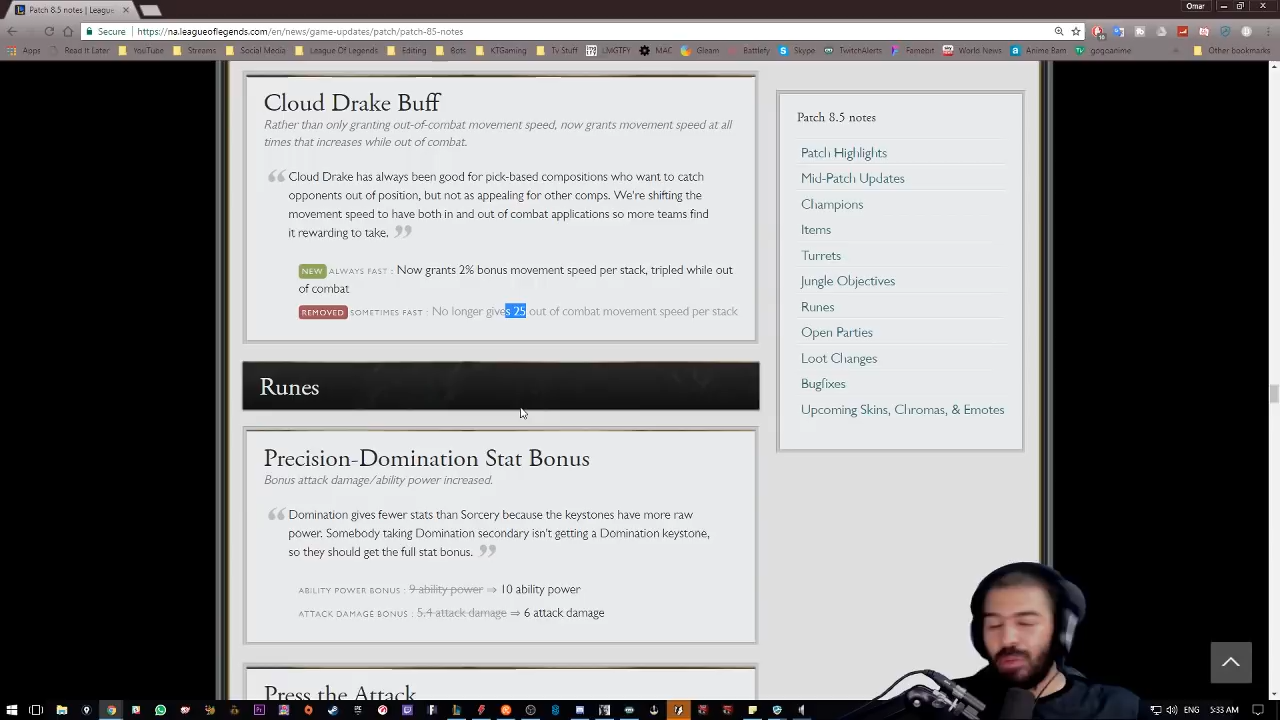 Patch 8.5 notes | League
Omar
Secure
https://na.leagueoflegends.com/en/news/game-updates/patch/patch-85-notes
Apps Read It Later YouTube Streams Social Media League Of Legends Editing Bots KTGaming Tv Stuff LMGTFY MAC Gleam Battlefy Skype TwitchAlerts Famebit World News Anime Bam gogoanime Other bookmarks
Cloud Drake Buff
Rather than only granting out-of-combat movement speed, now grants movement speed at all
times that increases while out of combat.
Cloud Drake has always been good for pick-based compositions who want to catch
opponents out of position, but not as appealing for other comps. We're shifting the
movement speed to have both in and out of combat applications so more teams find
it rewarding to take.
NEW ALWAYS FAST : Now grants 2% bonus movement speed per stack, tripled while out
of combat
REMOVED SOMETIMES FAST : No longer gives 25 out of combat movement speed per stack
Runes
Precision-Domination Stat Bonus
Bonus attack damage/ability power increased.
Domination gives fewer stats than Sorcery because the keystones have more raw
power. Somebody taking Domination secondary isn't getting a Domination keystone,
so they should get the full stat bonus.
ABILITY POWER BONUS : 9 ability power ⇒ 10 ability power
ATTACK DAMAGE BONUS : 5.4 attack damage ⇒ 6 attack damage
Press the Attack
Patch 8.5 notes
Patch Highlights
Mid-Patch Updates
Champions
Items
Turrets
Jungle Objectives
Runes
Open Parties
Loot Changes
Bugfixes
Upcoming Skins, Chromas, & Emotes
ENG 5:33 AM